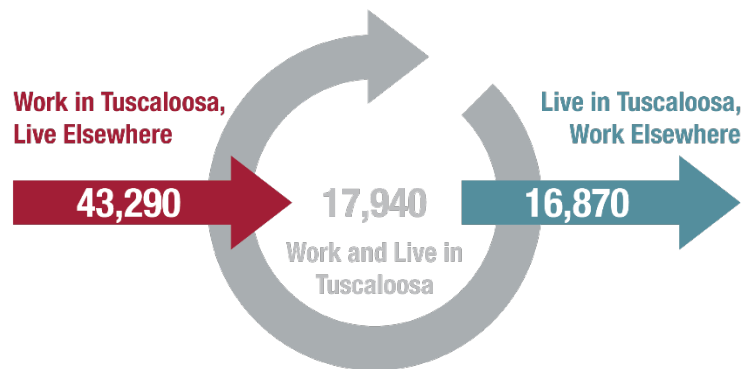 Work in Tuscaloosa,
Live Elsewhere
43,290
17,940
Work and Live in
Tuscaloosa
Live in Tuscaloosa,
Work Elsewhere
16,870